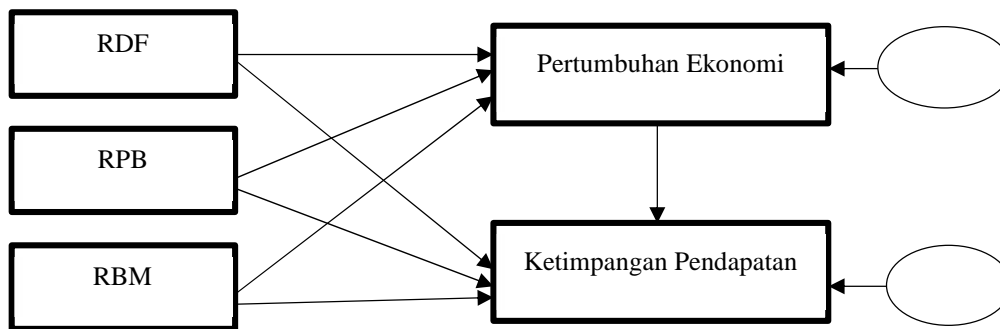 RDF
Pertumbuhan Ekonomi
RPB
RBM
Ketimpangan Pendapatan